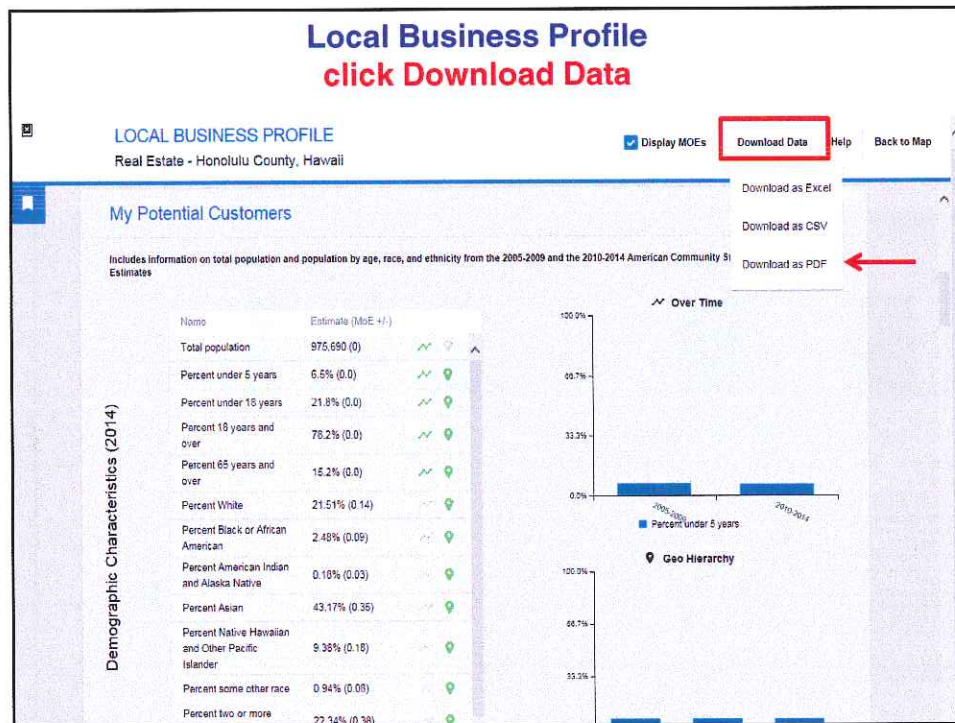 Local Business Profile
click Download Data
LOCAL BUSINESS PROFILE
Real Estate - Honolulu County, Hawaii
Display MOEs
Download Data
Help
Back to Map
Download as Excel
Download as CSV
Download as PDF
My Potential Customers
Includes information on total population and population by age, race, and ethnicity from the 2005-2009 and the 2010-2014 American Community
Estimates
Demographic Characteristics (2014)
Name Estimate (MoE +/-)
Total population 975,690 (0)
Percent under 5 years 6.5% (0.0)
Percent under 18 years 21.8% (0.0)
Percent 18 years and
over 78.2% (0.0)
Percent 65 years and
over 15.2% (0.0)
Percent White 21.51% (0.14)
Percent Black or African
American 2.48% (0.09)
Percent American Indian
and Alaska Native 0.18% (0.03)
Percent Asian 43.17% (0.35)
Percent Native Hawaiian
and Other Pacific
Islander 9.38% (0.18)
Percent some other race 0.94% (0.08)
Percent two or more
22.34% (0.38)
Over Time
100.0%
66.7%
33.3%
0.0%
2005-2009
2010-2014
Percent under 5 years
Geo Hierarchy
100.0%
66.7%
33.3%